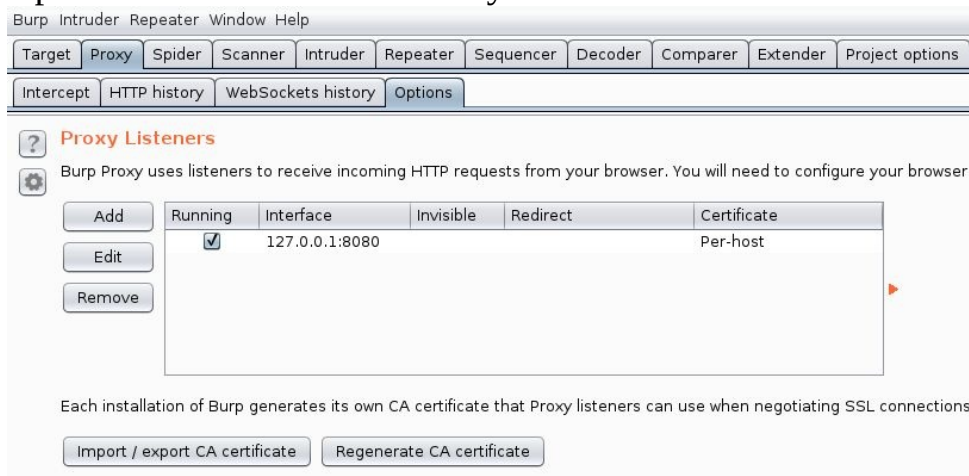 Burp Intruder Repeater Window Help
Target Proxy Spider Scanner Intruder Repeater Sequencer Decoder Comparer Extender Project options
Intercept HTTP history WebSockets history Options
? Proxy Listeners
Burp Proxy uses listeners to receive incoming HTTP requests from your browser. You will need to configure your browser
Add Running Interface Invisible Redirect Certificate
127.0.0.1:8080 Per-host
Edit
Remove
Each installation of Burp generates its own CA certificate that Proxy listeners can use when negotiating SSL connections
Import / export CA certificate Regenerate CA certificate